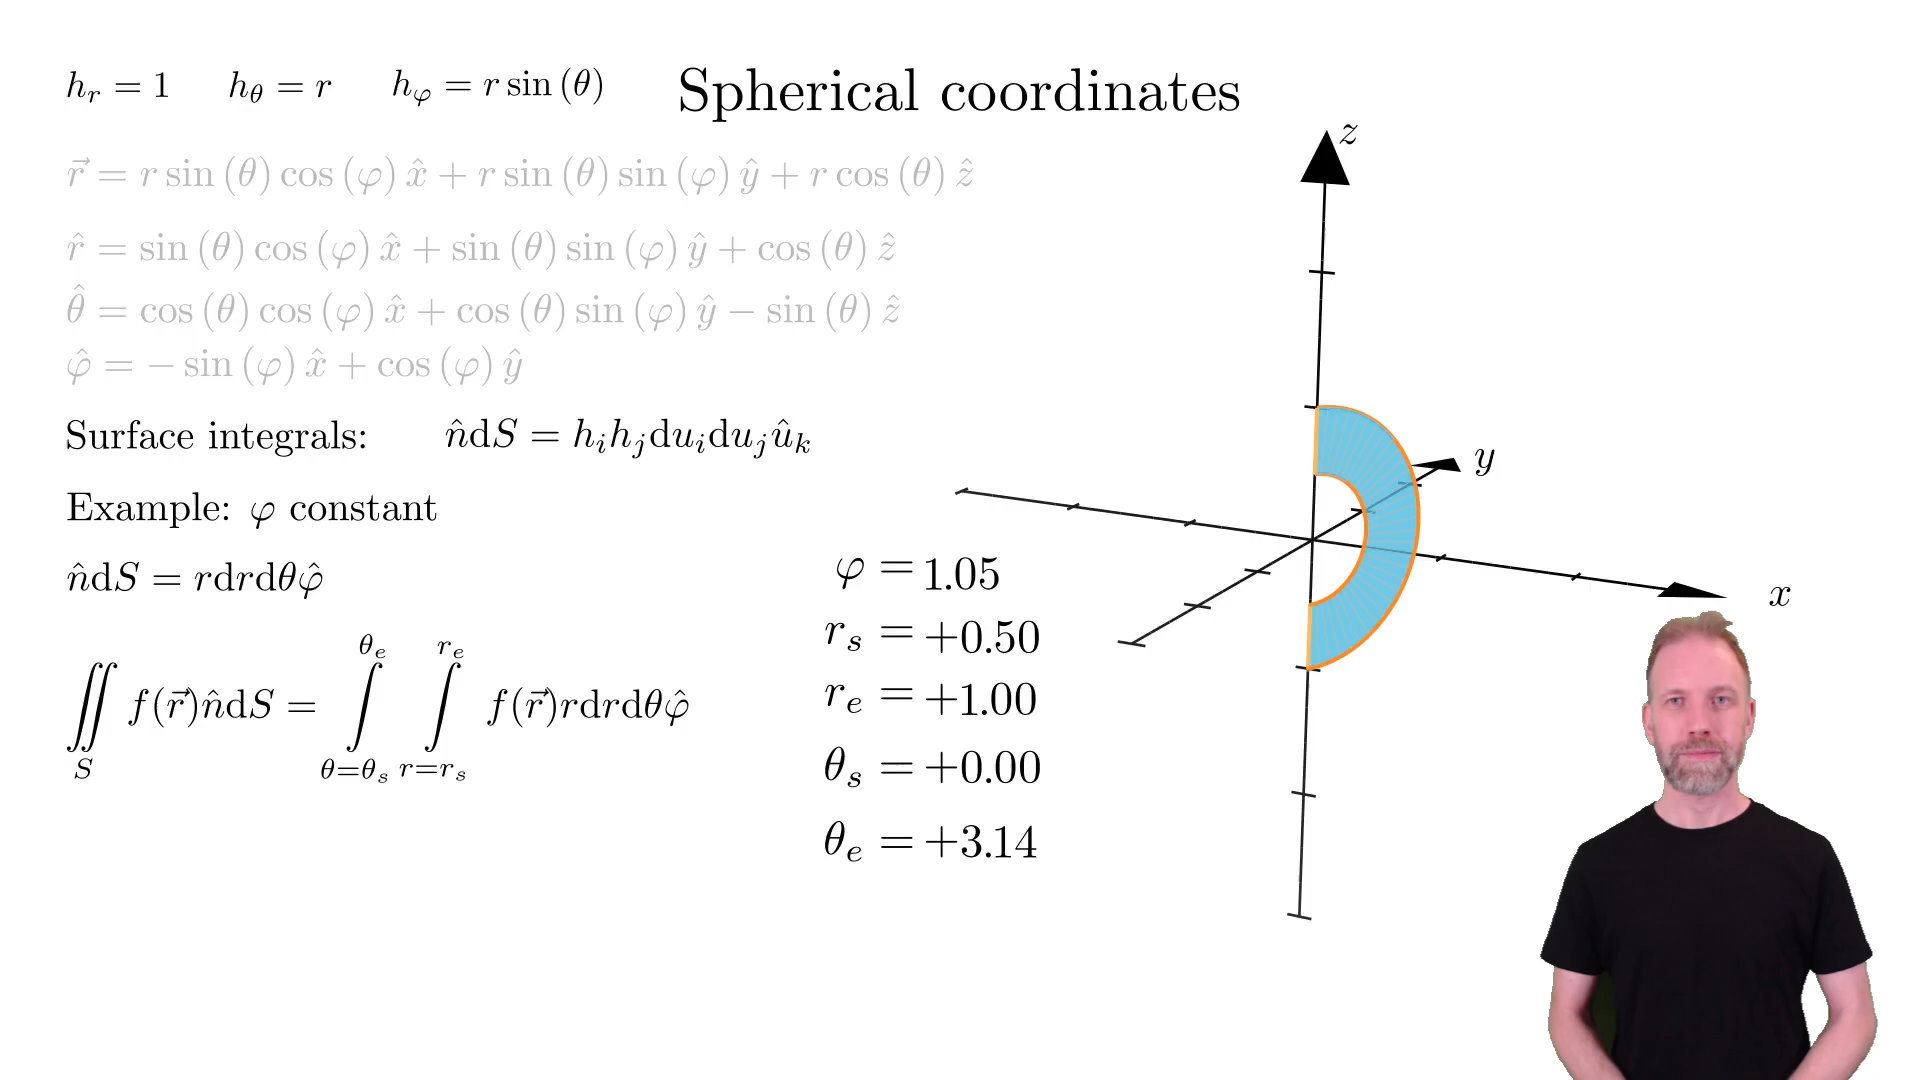 h_r = 1 h_θ = r h_φ = r sin (θ) Spherical coordinates
r⃗ = r sin (θ) cos (φ) x̂ + r sin (θ) sin (φ) ŷ + r cos (θ) ẑ
r̂ = sin (θ) cos (φ) x̂ + sin (θ) sin (φ) ŷ + cos (θ) ẑ
θ̂ = cos (θ) cos (φ) x̂ + cos (θ) sin (φ) ŷ − sin (θ) ẑ
φ̂ = − sin (φ) x̂ + cos (φ) ŷ
Surface integrals: n̂dS = h_i h_j du_i du_j û_k
Example: φ constant
n̂dS = rdrdθφ̂
∬_S f(r⃗)n̂dS = ∫_{θ=θ_s}^{θ_e} ∫_{r=r_s}^{r_e} f(r⃗)rdrdθφ̂
φ = 1.05
r_s = +0.50
r_e = +1.00
θ_s = +0.00
θ_e = +3.14
z
y
x